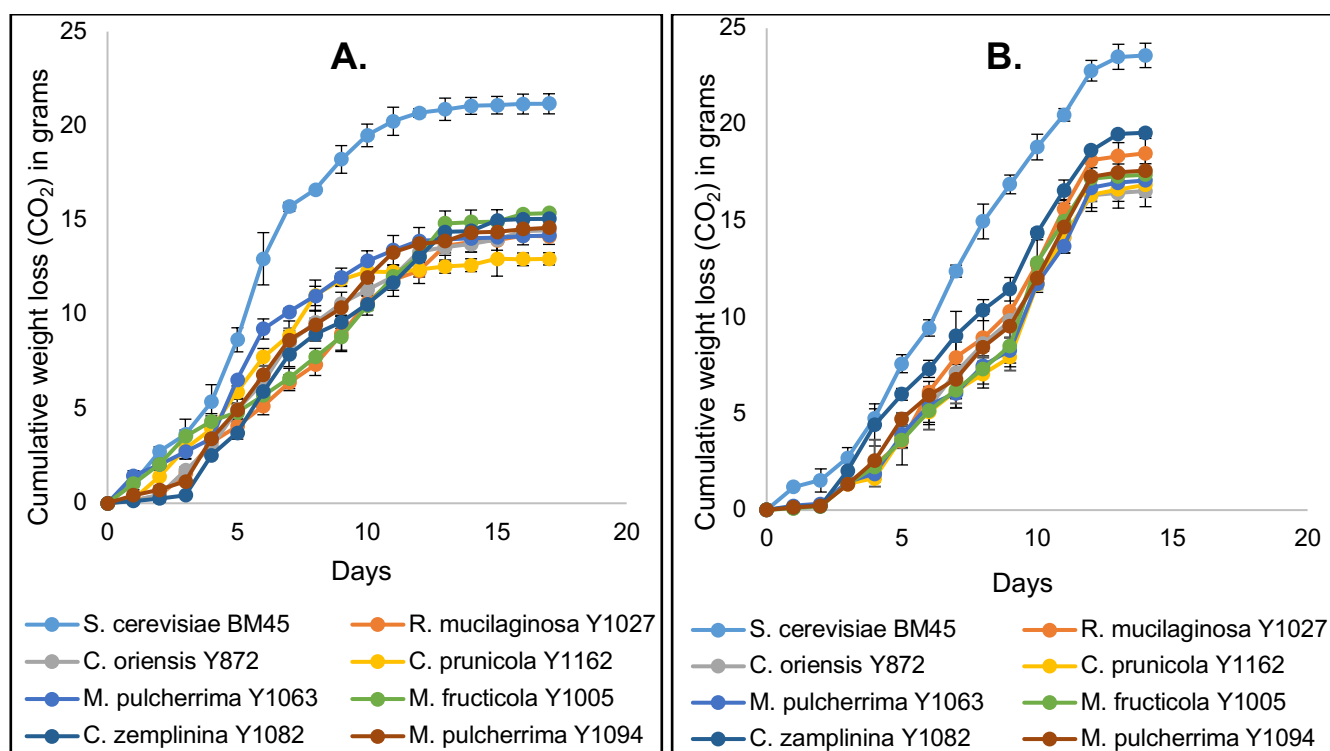 A.
Cumulative weight loss (CO₂) in grams
25
20
15
10
5
0
0 5 10 15 20
Days
S. cerevisiae BM45
R. mucilaginosa Y1027
C. oriensis Y872
C. prunicola Y1162
M. pulcherrima Y1063
M. fructicola Y1005
C. zemplinina Y1082
M. pulcherrima Y1094
B.
Cumulative weight loss (CO₂) in grams
25
20
15
10
5
0
0 5 10 15 20
Days
S. cerevisiae BM45
R. mucilaginosa Y1027
C. oriensis Y872
C. prunicola Y1162
M. pulcherrima Y1063
M. fructicola Y1005
C. zamplinina Y1082
M. pulcherrima Y1094